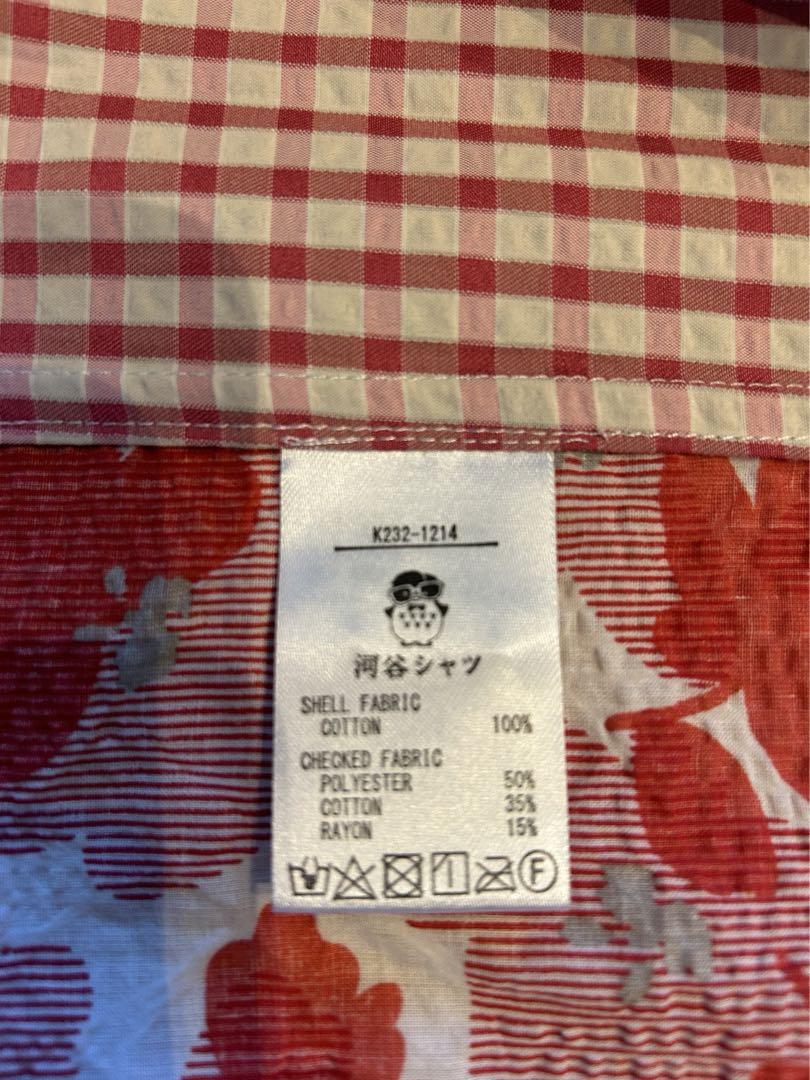 K232-1214
河谷シャツ
SHELL FABRIC
COTTON 100%
CHECKED FABRIC
POLYESTER 50%
COTTON 35%
RAYON 15%
F